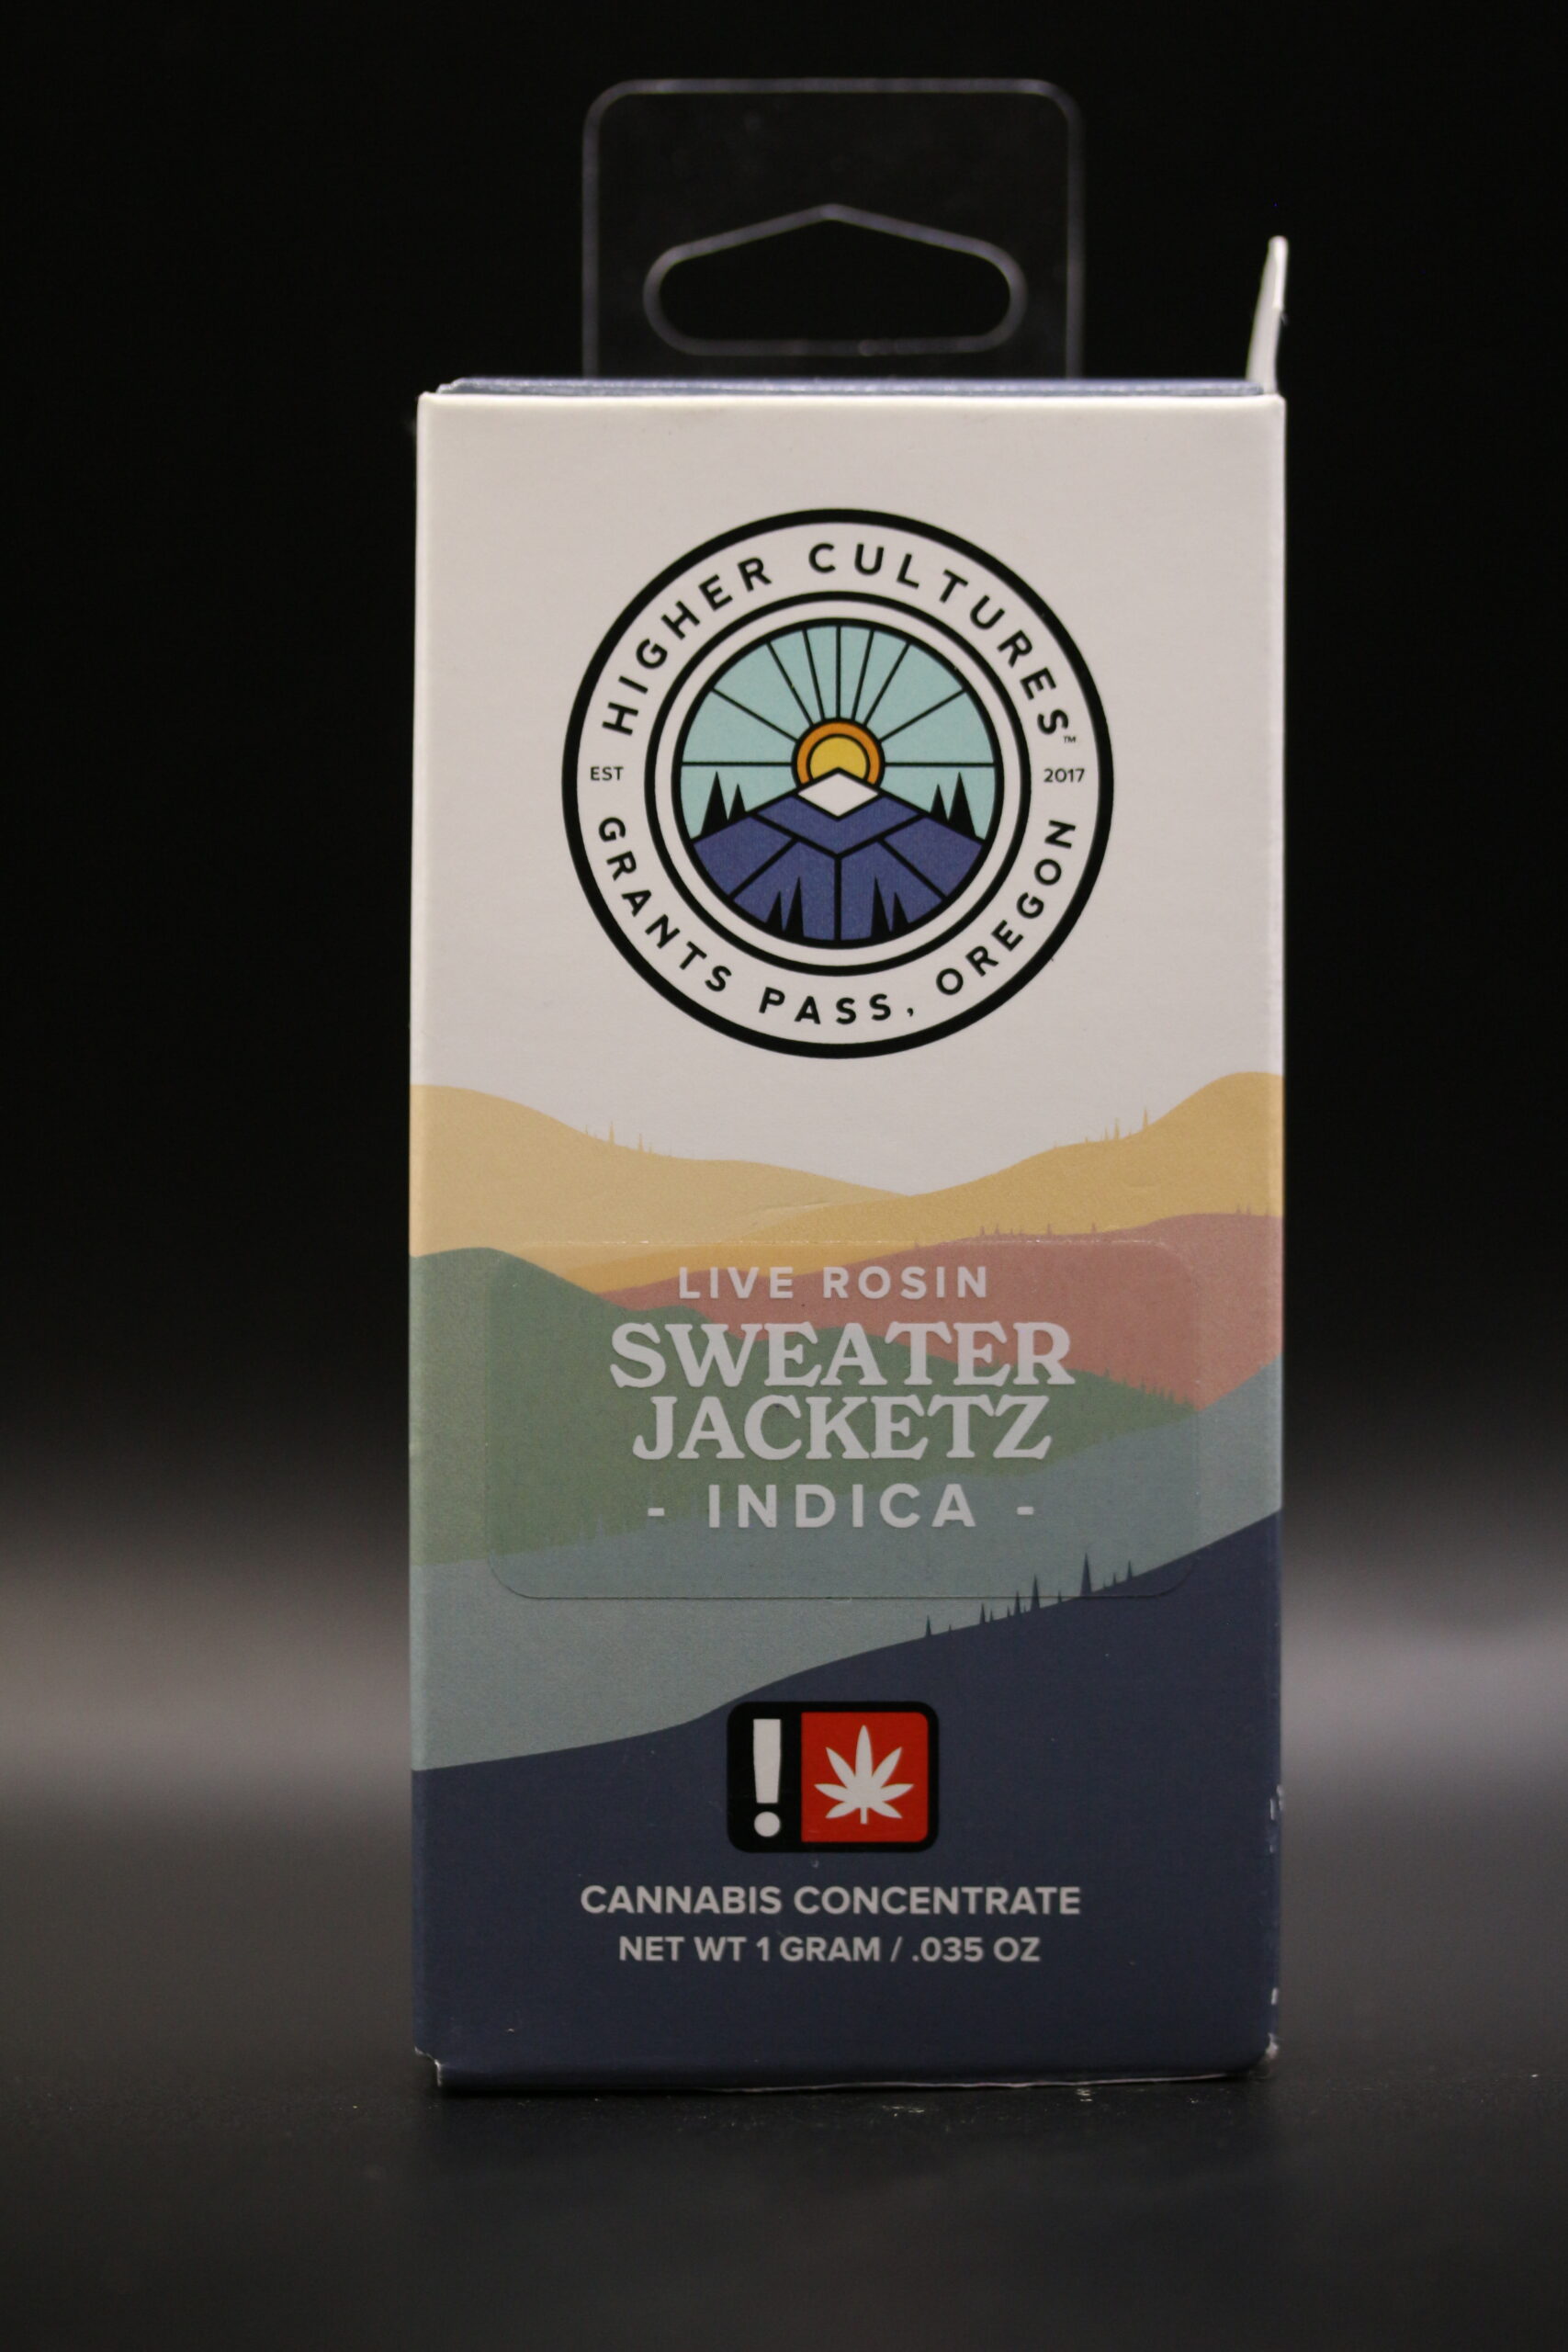 HIGHER CULTURES™
EST 2017
GRANTS PASS, OREGON
LIVE ROSIN
SWEATER
JACKETZ
- INDICA -
!
CANNABIS CONCENTRATE
NET WT 1 GRAM / .035 OZ